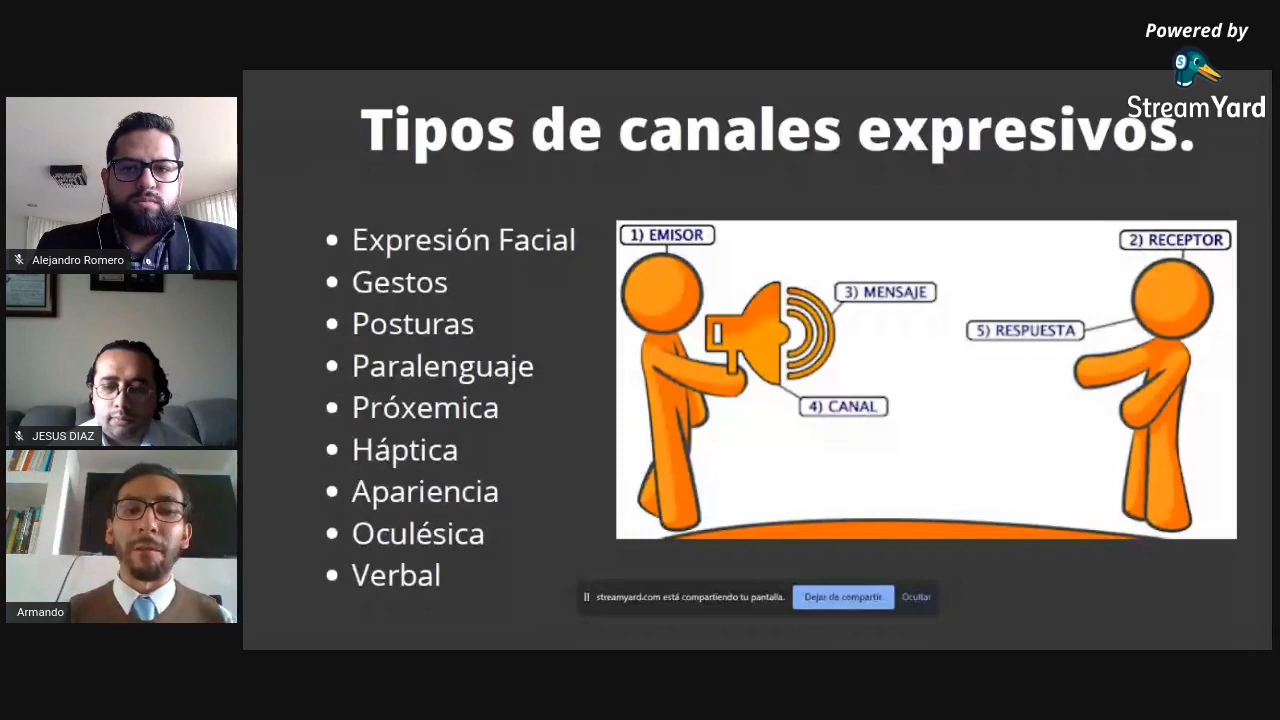 Powered by
StreamYard
Tipos de canales expresivos.
Alejandro Romero
JESUS DIAZ
Armando
• Expresión Facial
• Gestos
• Posturas
• Paralenguaje
• Próxemica
• Háptica
• Apariencia
• Oculésica
• Verbal
1) EMISOR
2) RECEPTOR
3) MENSAJE
5) RESPUESTA
4) CANAL
streamyard.com está compartiendo tu pantalla. Dejar de compartir Ocultar